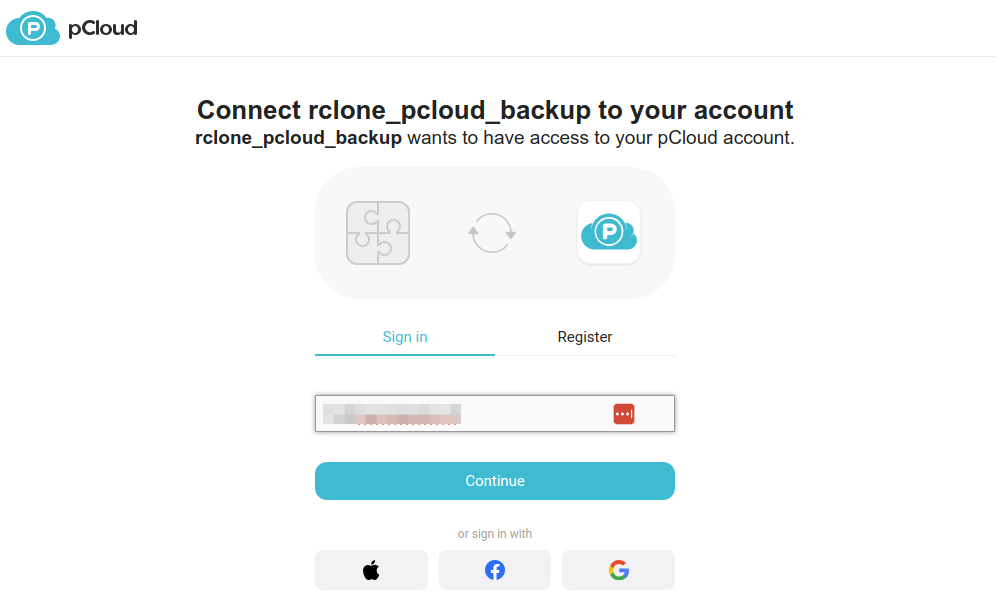 pCloud
Connect rclone_pcloud_backup to your account
rclone_pcloud_backup wants to have access to your pCloud account.
Sign in
Register
Continue
or sign in with